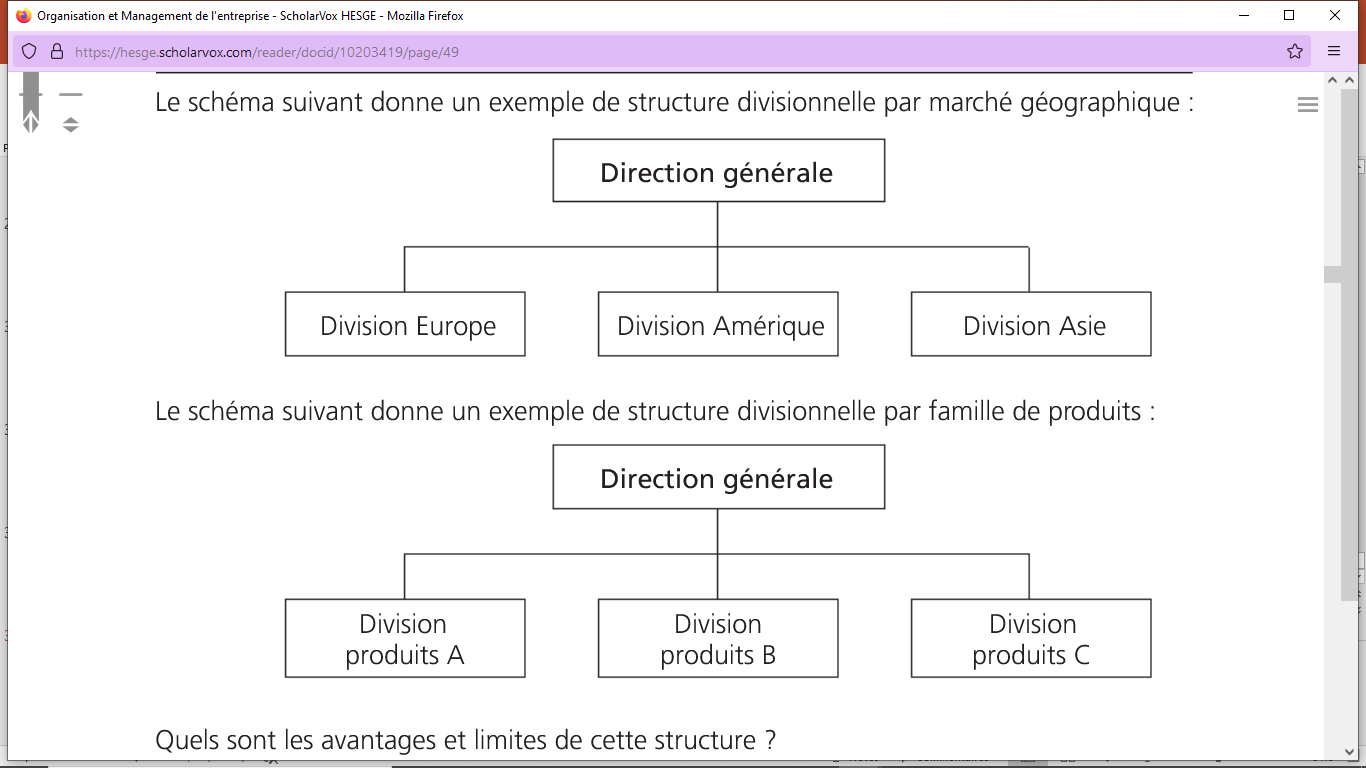 Organisation et Management de l'entreprise - ScholarVox HESGE - Mozilla Firefox
https://hesge.scholarvox.com/reader/docid/10203419/page/49
Le schéma suivant donne un exemple de structure divisionnelle par marché géographique :
Direction générale
Division Europe
Division Amérique
Division Asie
Le schéma suivant donne un exemple de structure divisionnelle par famille de produits :
Direction générale
Division
produits A
Division
produits B
Division
produits C
Quels sont les avantages et limites de cette structure ?